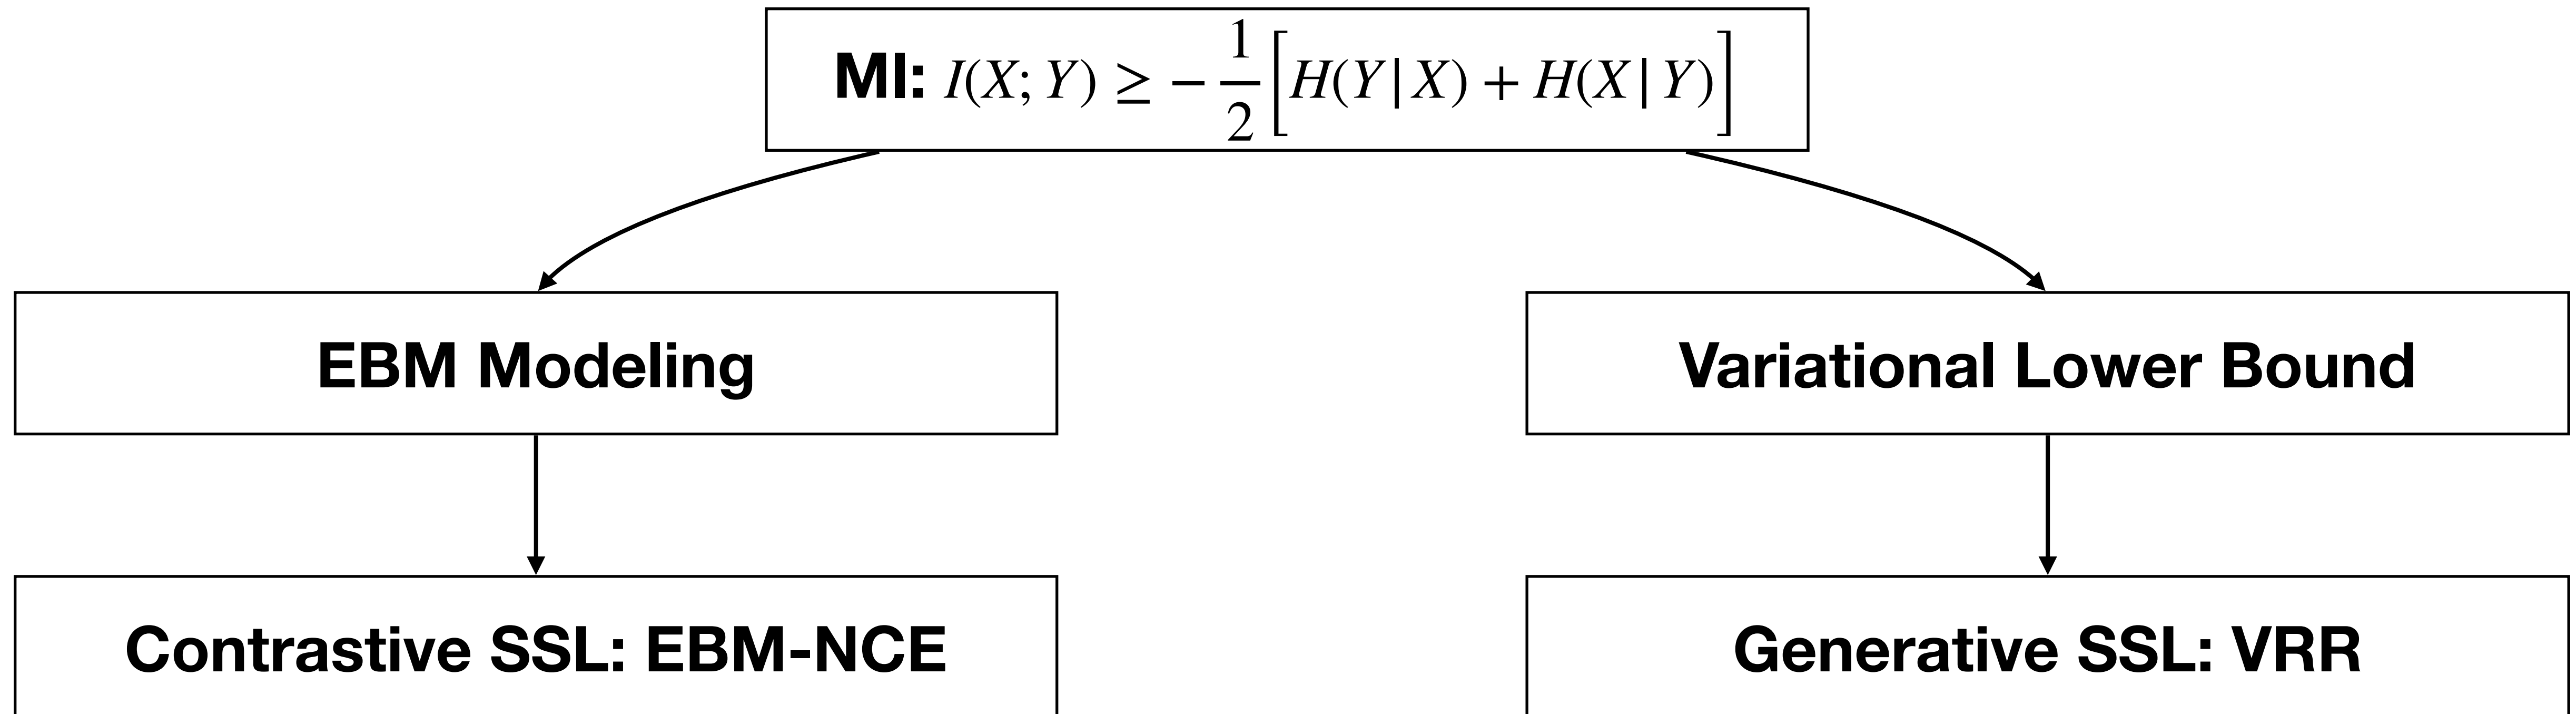 MI: I(X; Y) ≥ − 1/2 [H(Y|X) + H(X|Y)]
EBM Modeling
Variational Lower Bound
Contrastive SSL: EBM-NCE
Generative SSL: VRR